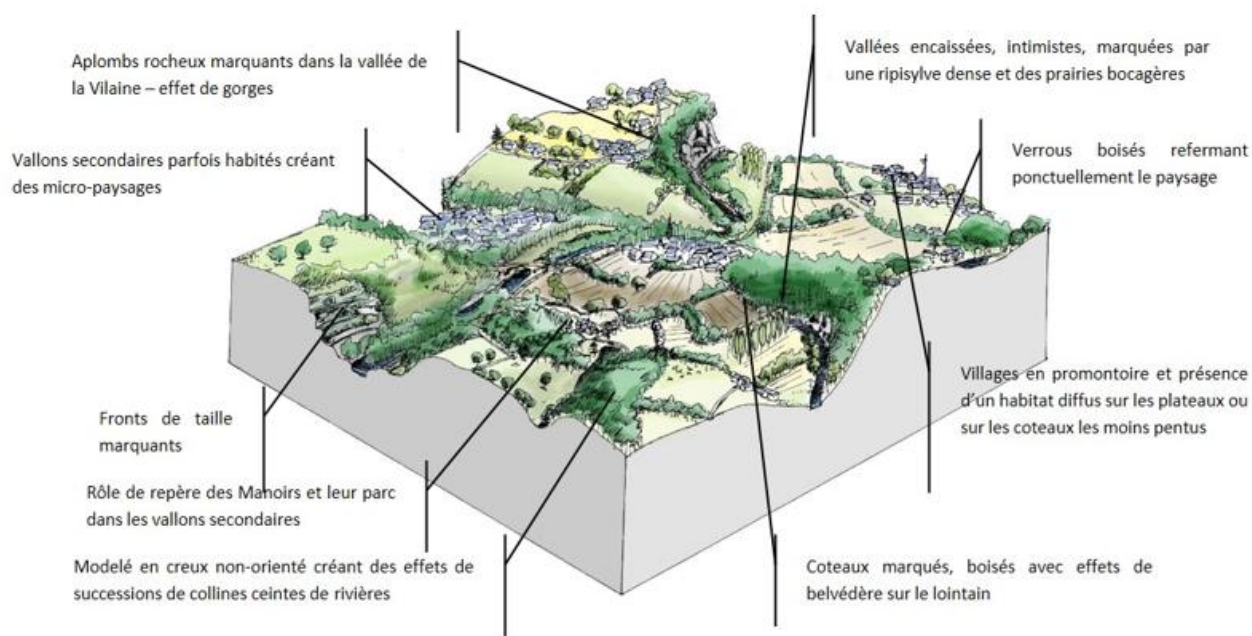 Aplombs rocheux marquants dans la vallée de
la Vilaine – effet de gorges
Vallées encaissées, intimistes, marquées par
une ripisylve dense et des prairies bocagères
Vallons secondaires parfois habités créant
des micro-paysages
Verrous boisés refermant
ponctuellement le paysage
Fronts de taille
marquants
Villages en promontoire et présence
d'un habitat diffus sur les plateaux ou
sur les coteaux les moins pentus
Rôle de repère des Manoirs et leur parc
dans les vallons secondaires
Modelé en creux non-orienté créant des effets de
successions de collines ceintes de rivières
Coteaux marqués, boisés avec effets de
belvédère sur le lointain